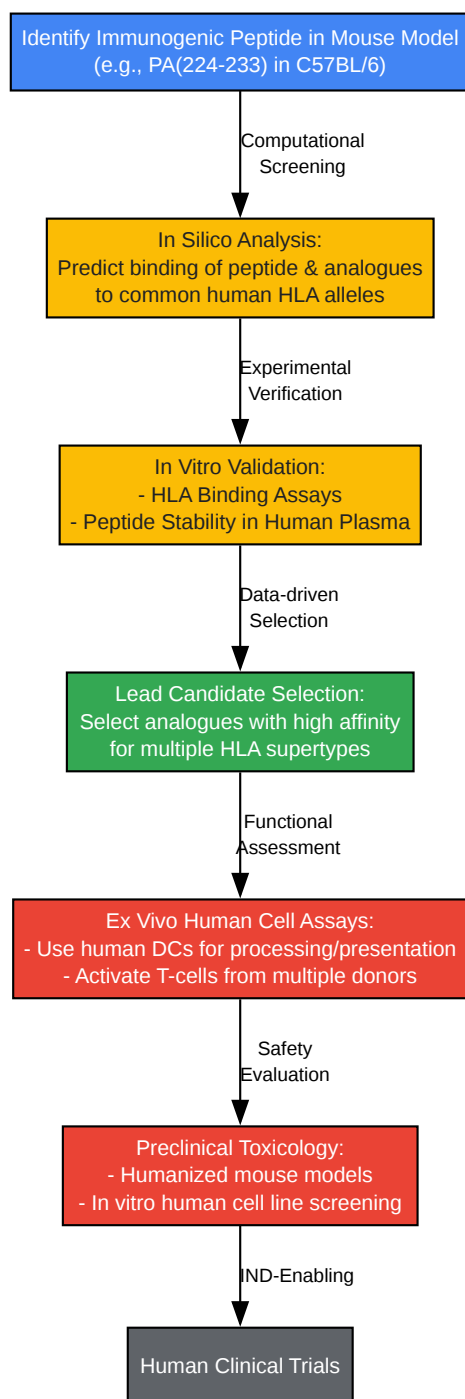 Identify Immunogenic Peptide in Mouse Model
(e.g., PA(224-233) in C57BL/6)
Computational
Screening
In Silico Analysis:
Predict binding of peptide & analogues
to common human HLA alleles
Experimental
Verification
In Vitro Validation:
- HLA Binding Assays
- Peptide Stability in Human Plasma
Data-driven
Selection
Lead Candidate Selection:
Select analogues with high affinity
for multiple HLA supertypes
Functional
Assessment
Ex Vivo Human Cell Assays:
- Use human DCs for processing/presentation
- Activate T-cells from multiple donors
Safety
Evaluation
Preclinical Toxicology:
- Humanized mouse models
- In vitro human cell line screening
IND-Enabling
Human Clinical Trials